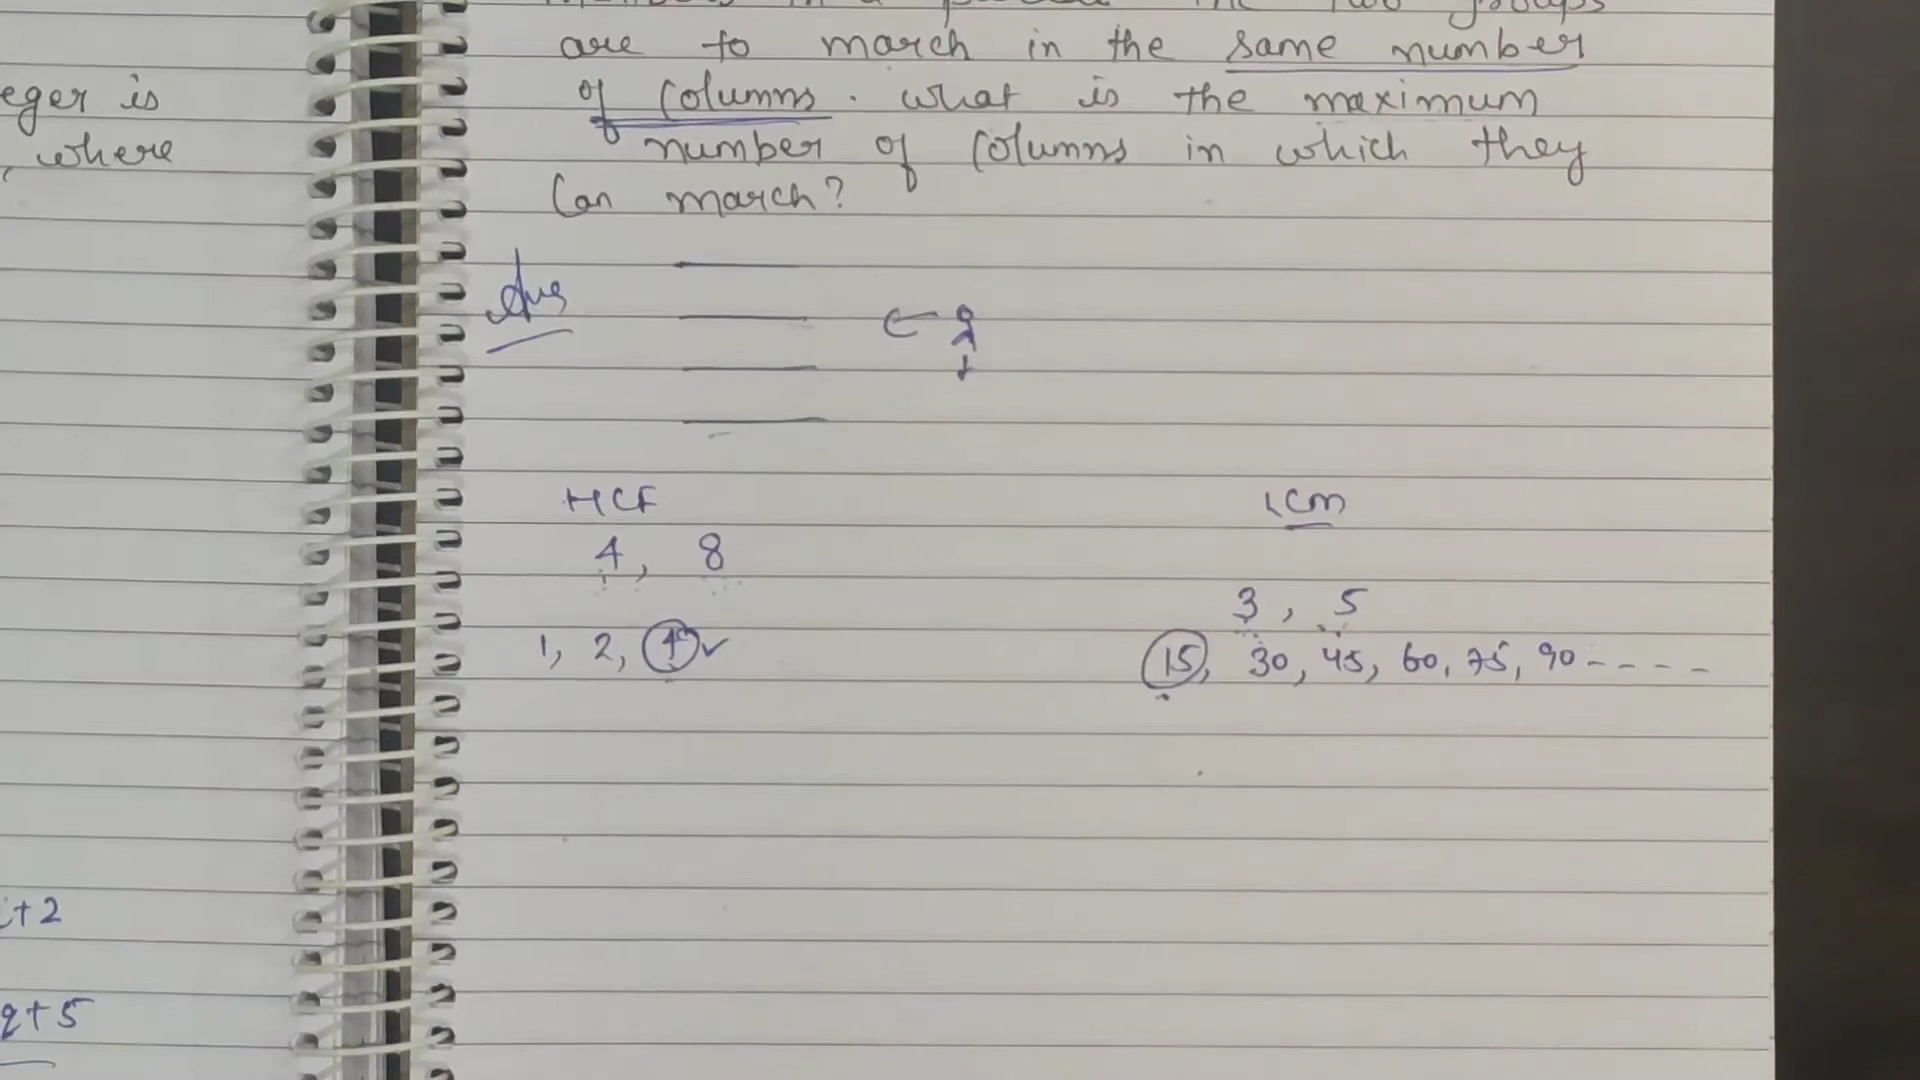 eger is
where
are to march in the same number
of columns. what is the maximum
number of columns in which they
Can march?
Ans
HCF
4, 8
1, 2, 4 ✓
LCM
3, 5
15, 30, 45, 60, 75, 90 - - - -
+2
q+5